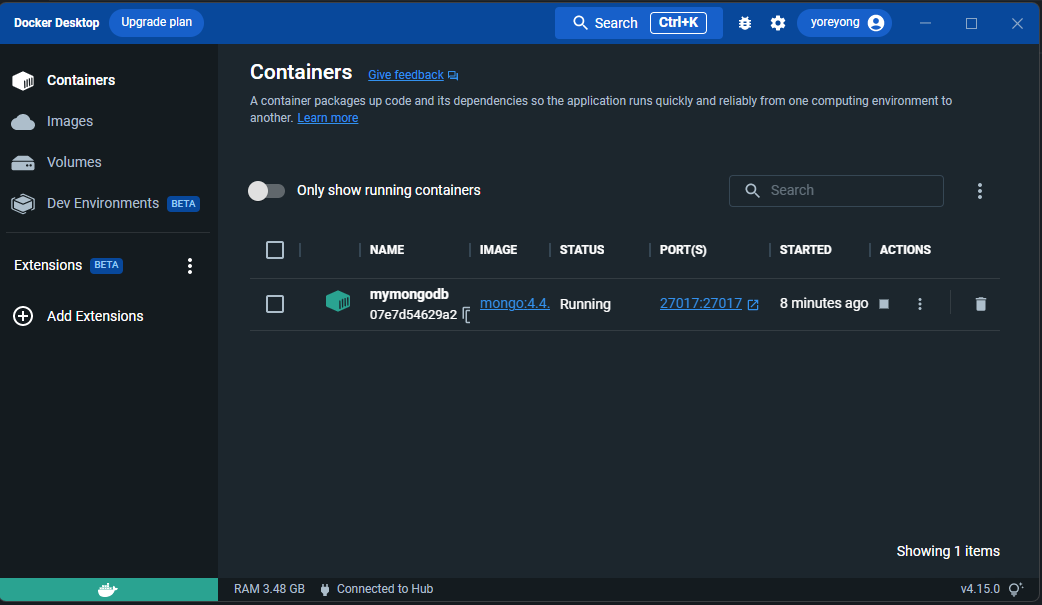 Docker Desktop
Upgrade plan
Search
Ctrl+K
yoreyong
Containers
Images
Volumes
Dev Environments
BETA
Extensions
BETA
Add Extensions
Containers
Give feedback
A container packages up code and its dependencies so the application runs quickly and reliably from one computing environment to
another. Learn more
Only show running containers
Search
NAME
IMAGE
STATUS
PORT(S)
STARTED
ACTIONS
mymongodb
07e7d54629a2
mongo:4.4.
Running
27017:27017
8 minutes ago
Showing 1 items
RAM 3.48 GB
Connected to Hub
v4.15.0